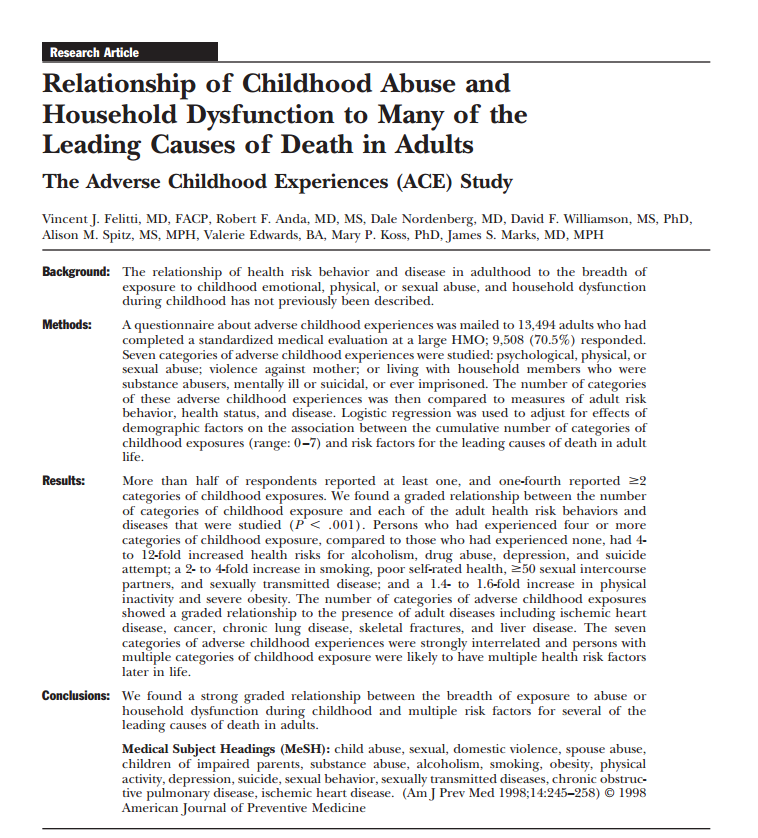 Research Article
Relationship of Childhood Abuse and
Household Dysfunction to Many of the
Leading Causes of Death in Adults
The Adverse Childhood Experiences (ACE) Study
Vincent J. Felitti, MD, FACP, Robert F. Anda, MD, MS, Dale Nordenberg, MD, David F. Williamson, MS, PhD,
Alison M. Spitz, MS, MPH, Valerie Edwards, BA, Mary P. Koss, PhD, James S. Marks, MD, MPH
Background: The relationship of health risk behavior and disease in adulthood to the breadth of
exposure to childhood emotional, physical, or sexual abuse, and household dysfunction
during childhood has not previously been described.
Methods: A questionnaire about adverse childhood experiences was mailed to 13,494 adults who had
completed a standardized medical evaluation at a large HMO; 9,508 (70.5%) responded.
Seven categories of adverse childhood experiences were studied: psychological, physical, or
sexual abuse; violence against mother; or living with household members who were
substance abusers, mentally ill or suicidal, or ever imprisoned. The number of categories
of these adverse childhood experiences was then compared to measures of adult risk
behavior, health status, and disease. Logistic regression was used to adjust for effects of
demographic factors on the association between the cumulative number of categories of
childhood exposures (range: 0–7) and risk factors for the leading causes of death in adult
life.
Results: More than half of respondents reported at least one, and one-fourth reported ≥2
categories of childhood exposures. We found a graded relationship between the number
of categories of childhood exposure and each of the adult health risk behaviors and
diseases that were studied (P < .001). Persons who had experienced four or more
categories of childhood exposure, compared to those who had experienced none, had 4-
to 12-fold increased health risks for alcoholism, drug abuse, depression, and suicide
attempt; a 2- to 4-fold increase in smoking, poor self-rated health, ≥50 sexual intercourse
partners, and sexually transmitted disease; and a 1.4- to 1.6-fold increase in physical
inactivity and severe obesity. The number of categories of adverse childhood exposures
showed a graded relationship to the presence of adult diseases including ischemic heart
disease, cancer, chronic lung disease, skeletal fractures, and liver disease. The seven
categories of adverse childhood experiences were strongly interrelated and persons with
multiple categories of childhood exposure were likely to have multiple health risk factors
later in life.
Conclusions: We found a strong graded relationship between the breadth of exposure to abuse or
household dysfunction during childhood and multiple risk factors for several of the
leading causes of death in adults.
Medical Subject Headings (MeSH): child abuse, sexual, domestic violence, spouse abuse,
children of impaired parents, substance abuse, alcoholism, smoking, obesity, physical
activity, depression, suicide, sexual behavior, sexually transmitted diseases, chronic obstruc-
tive pulmonary disease, ischemic heart disease. (Am J Prev Med 1998;14:245–258) © 1998
American Journal of Preventive Medicine